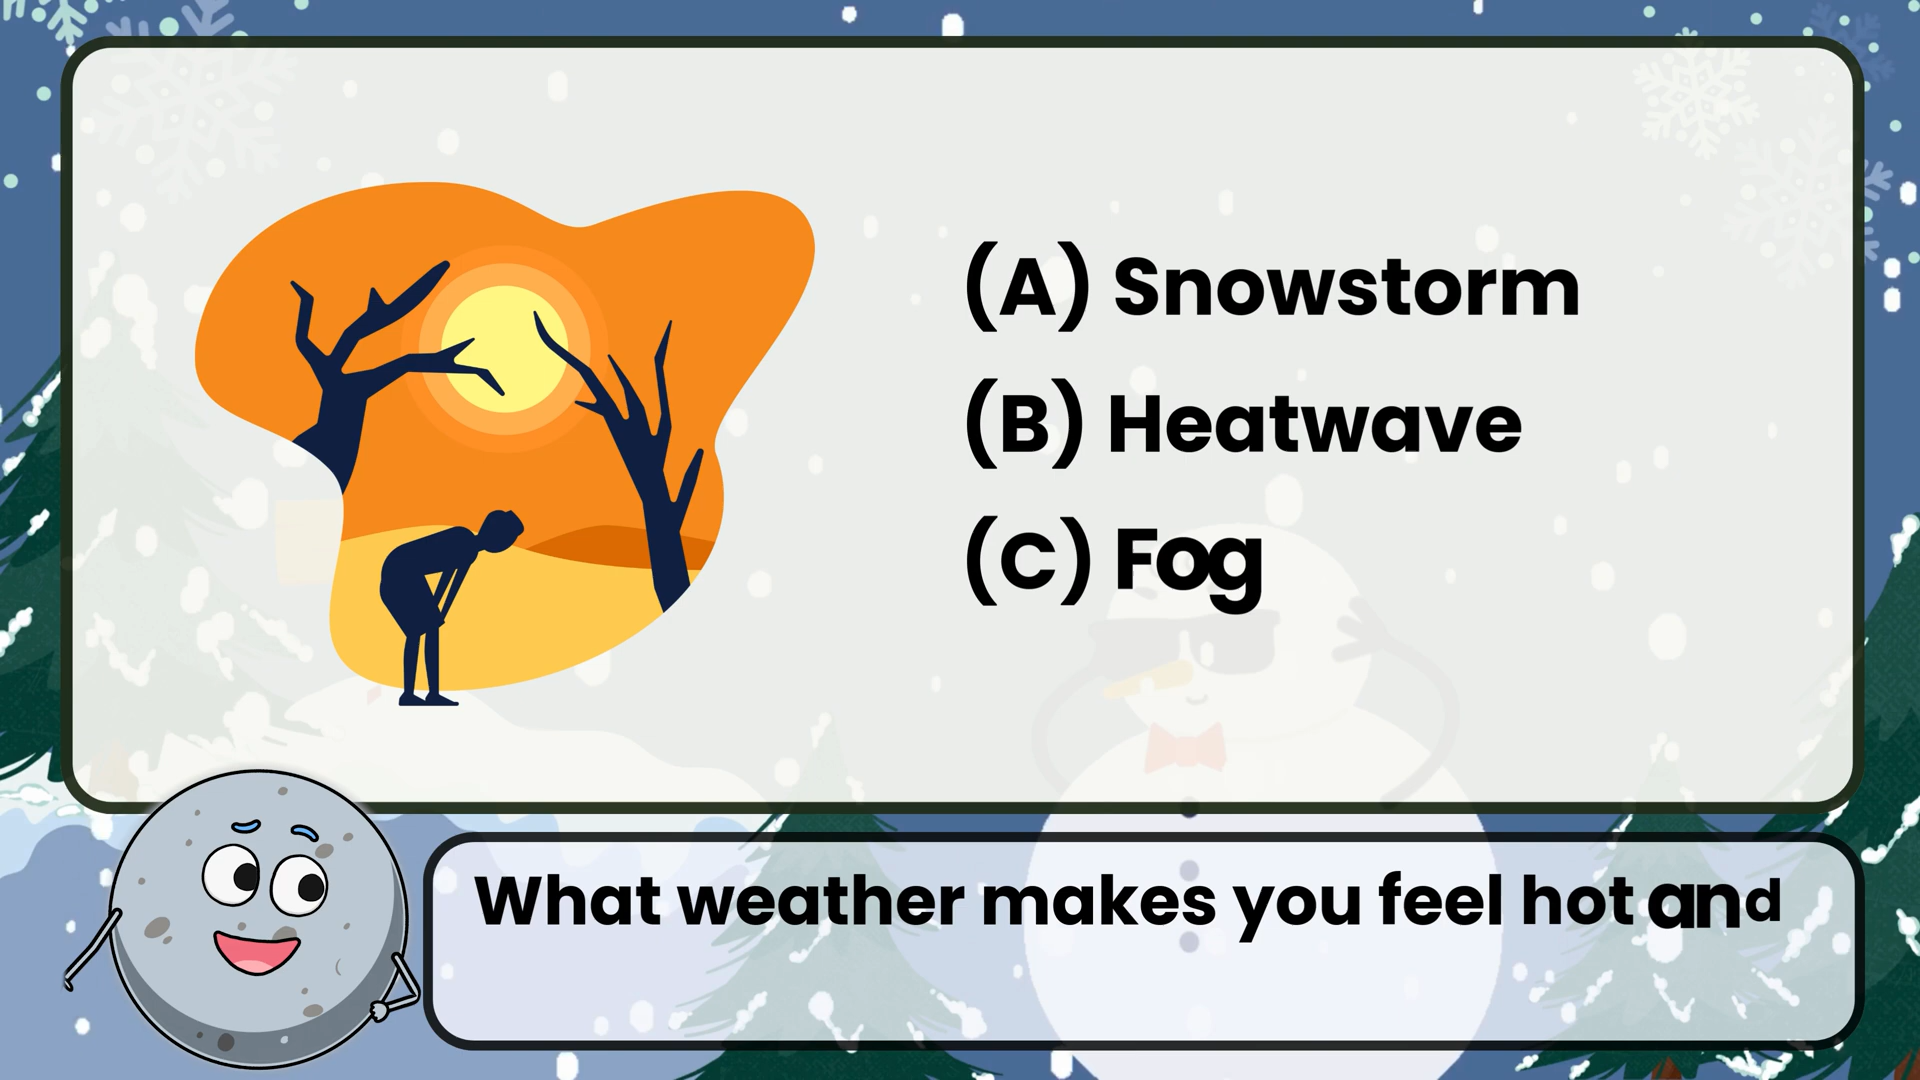 (A) Snowstorm
(B) Heatwave
(C) Fog
What weather makes you feel hot and